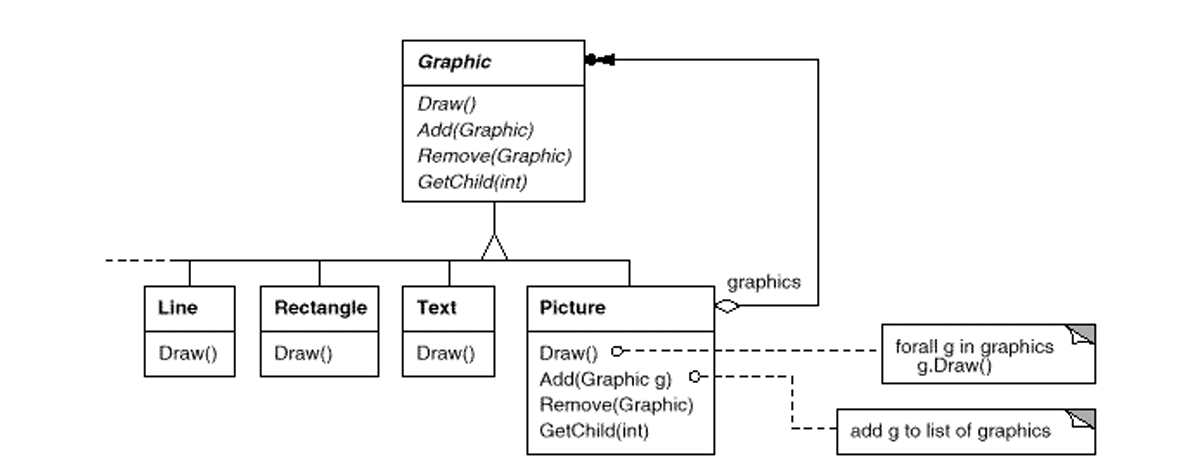 Graphic
Draw()
Add(Graphic)
Remove(Graphic)
GetChild(int)
graphics
Line
Draw()
Rectangle
Draw()
Text
Draw()
Picture
Draw()
Add(Graphic g)
Remove(Graphic)
GetChild(int)
forall g in graphics
g.Draw()
add g to list of graphics